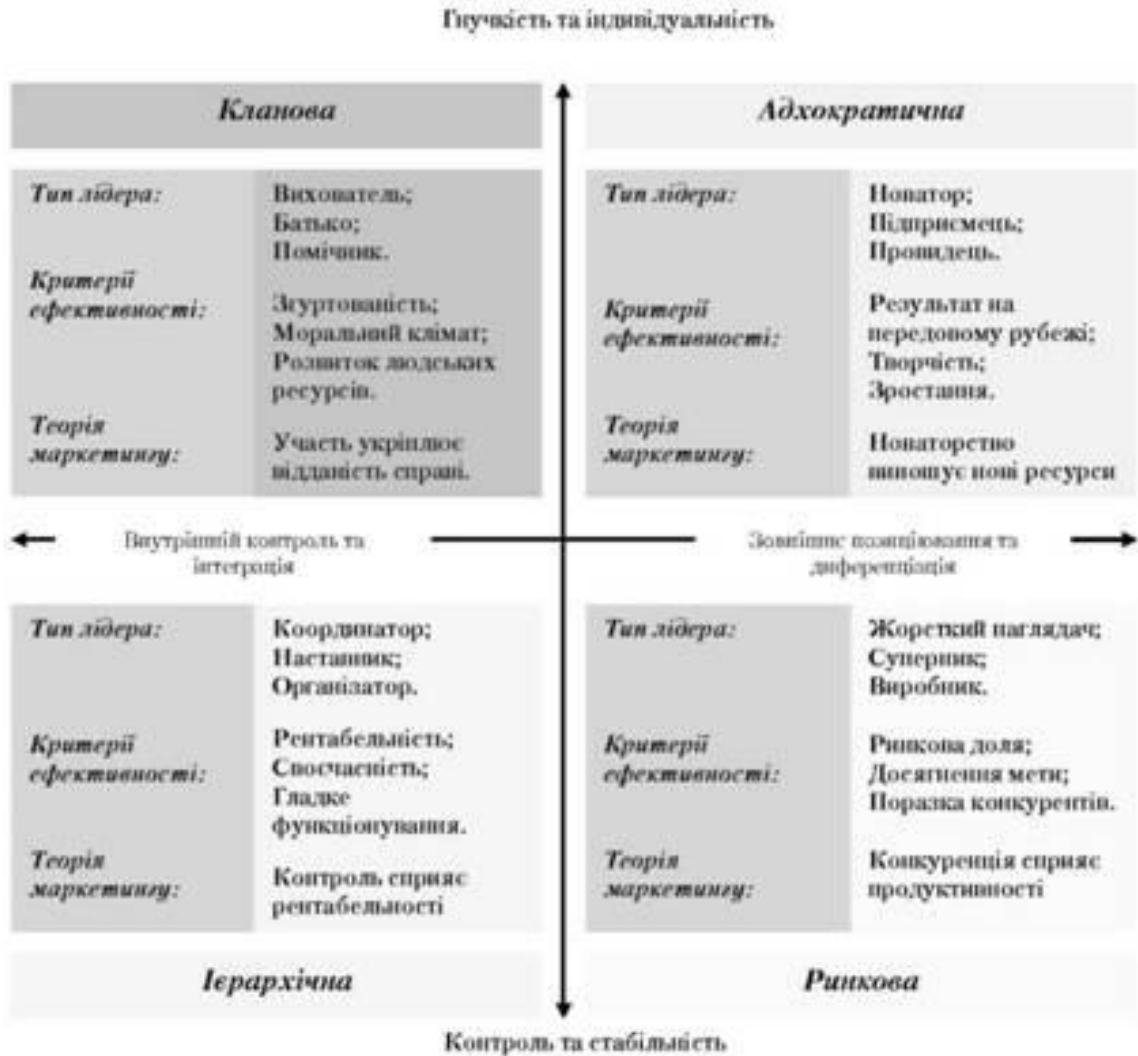 Гнучкість та індивідуальність
Кланова
Тип лідера:
Вихователь;
Батько;
Помічник.
Критерії
ефективності:
Згуртованість;
Моральний клімат;
Розвиток людських
ресурсів.
Теорія
маркетингу:
Участь укріплює
відданість справі.
Адхократична
Тип лідера:
Новатор;
Підприємець;
Провидець.
Критерії
ефективності:
Результат на
передовому рубежі;
Творчість;
Зростання.
Теорія
маркетингу:
Новаторство
виношує нові ресурси
Внутрішній контроль та
інтеграція
Зовнішнє позиціювання та
диференціація
Тип лідера:
Координатор;
Наставник;
Організатор.
Критерії
ефективності:
Рентабельність;
Своєчасність;
Гладке
функціонування.
Теорія
маркетингу:
Контроль сприяє
рентабельності
Ієрархічна
Тип лідера:
Жорсткий наглядач;
Суперник;
Виробник.
Критерії
ефективності:
Ринкова доля;
Досягнення мети;
Поразка конкурентів.
Теорія
маркетингу:
Конкуренція сприяє
продуктивності
Ринкова
Контроль та стабільність